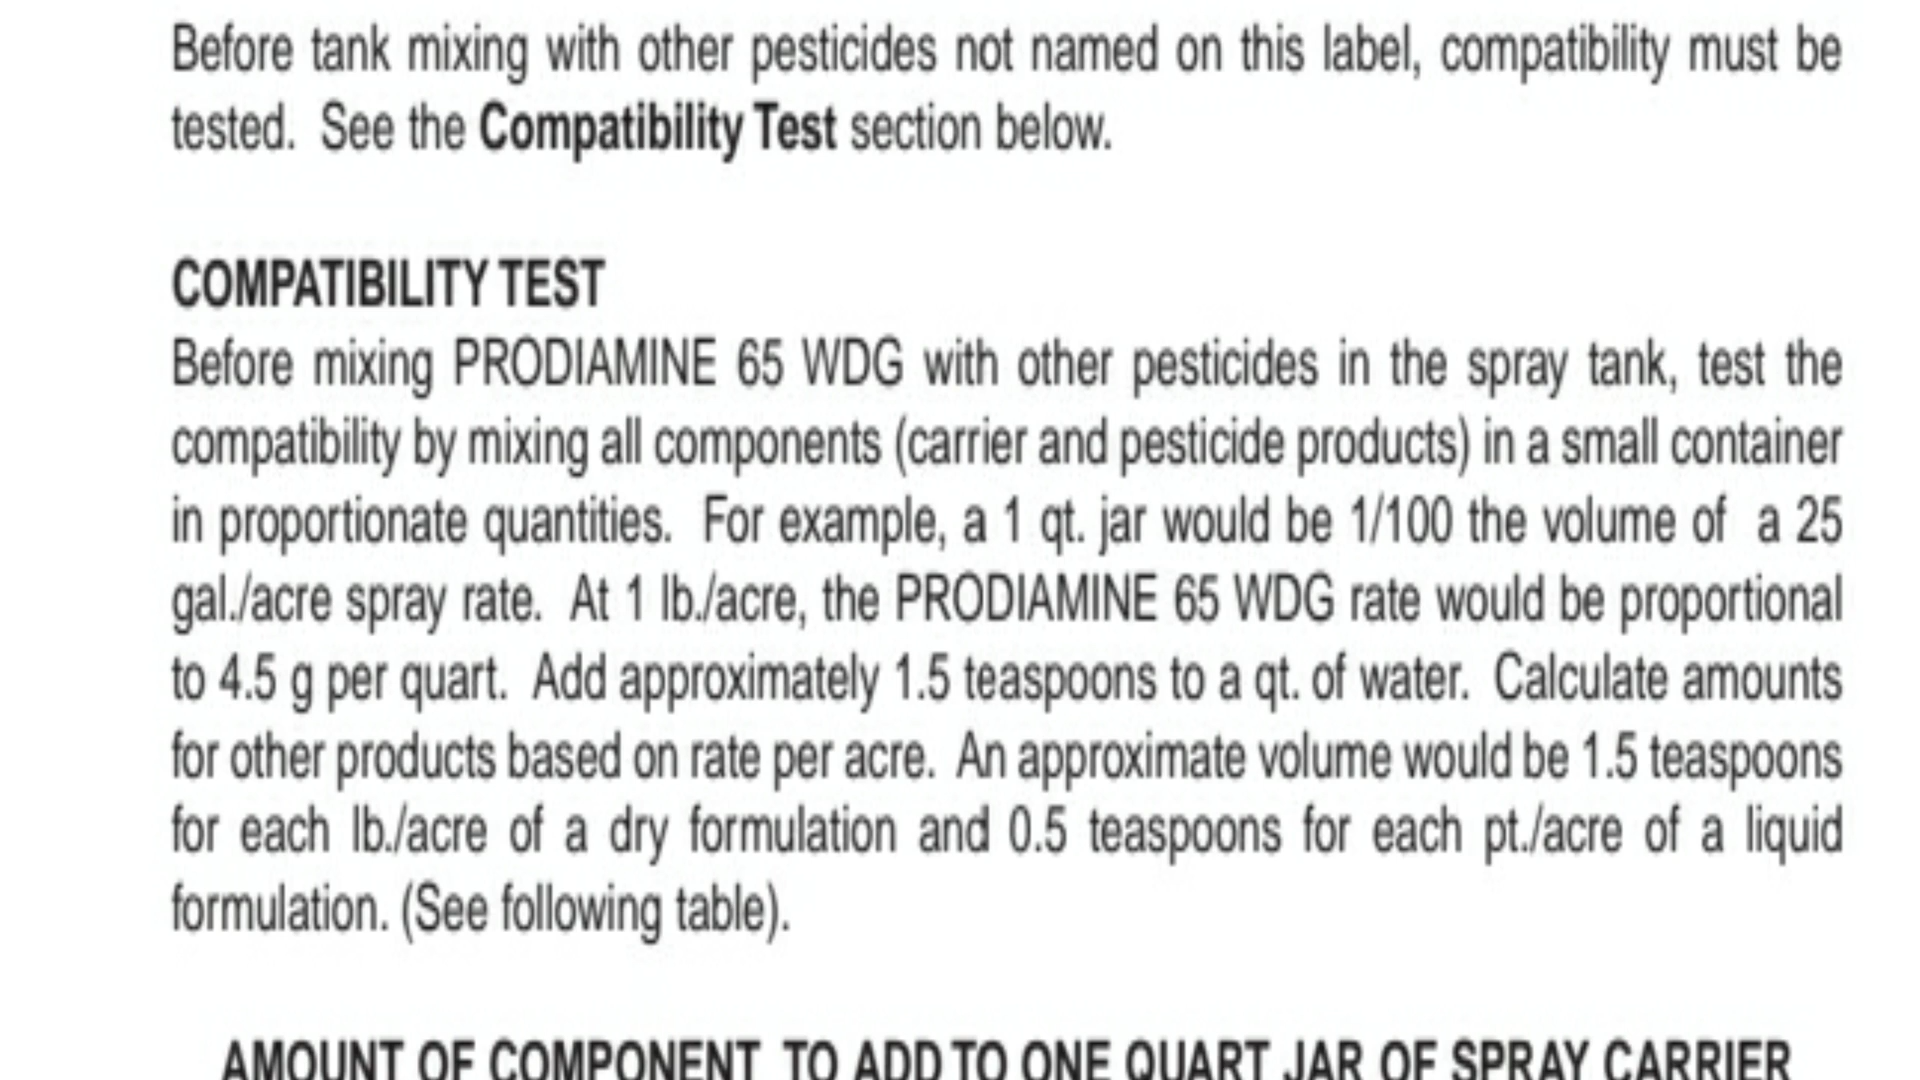 Before tank mixing with other pesticides not named on this label, compatibility must be
tested. See the Compatibility Test section below.
COMPATIBILITY TEST
Before mixing PRODIAMINE 65 WDG with other pesticides in the spray tank, test the
compatibility by mixing all components (carrier and pesticide products) in a small container
in proportionate quantities. For example, a 1 qt. jar would be 1/100 the volume of a 25
gal./acre spray rate. At 1 lb./acre, the PRODIAMINE 65 WDG rate would be proportional
to 4.5 g per quart. Add approximately 1.5 teaspoons to a qt. of water. Calculate amounts
for other products based on rate per acre. An approximate volume would be 1.5 teaspoons
for each lb./acre of a dry formulation and 0.5 teaspoons for each pt./acre of a liquid
formulation. (See following table).
AMOUNT OF COMPONENT TO ADD TO ONE QUART JAR OF SPRAY CARRIER